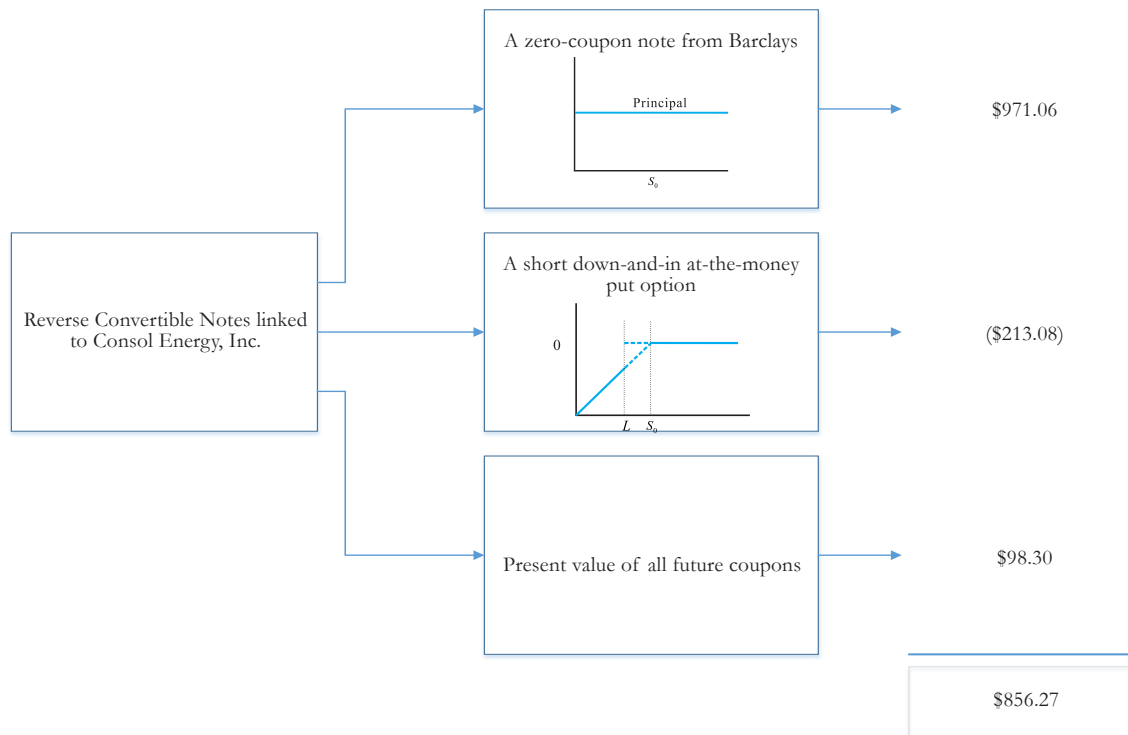 A zero-coupon note from Barclays
Principal
S₀
$971.06
Reverse Convertible Notes linked
to Consol Energy, Inc.
A short down-and-in at-the-money
put option
0
L
S₀
($213.08)
Present value of all future coupons
$98.30
$856.27